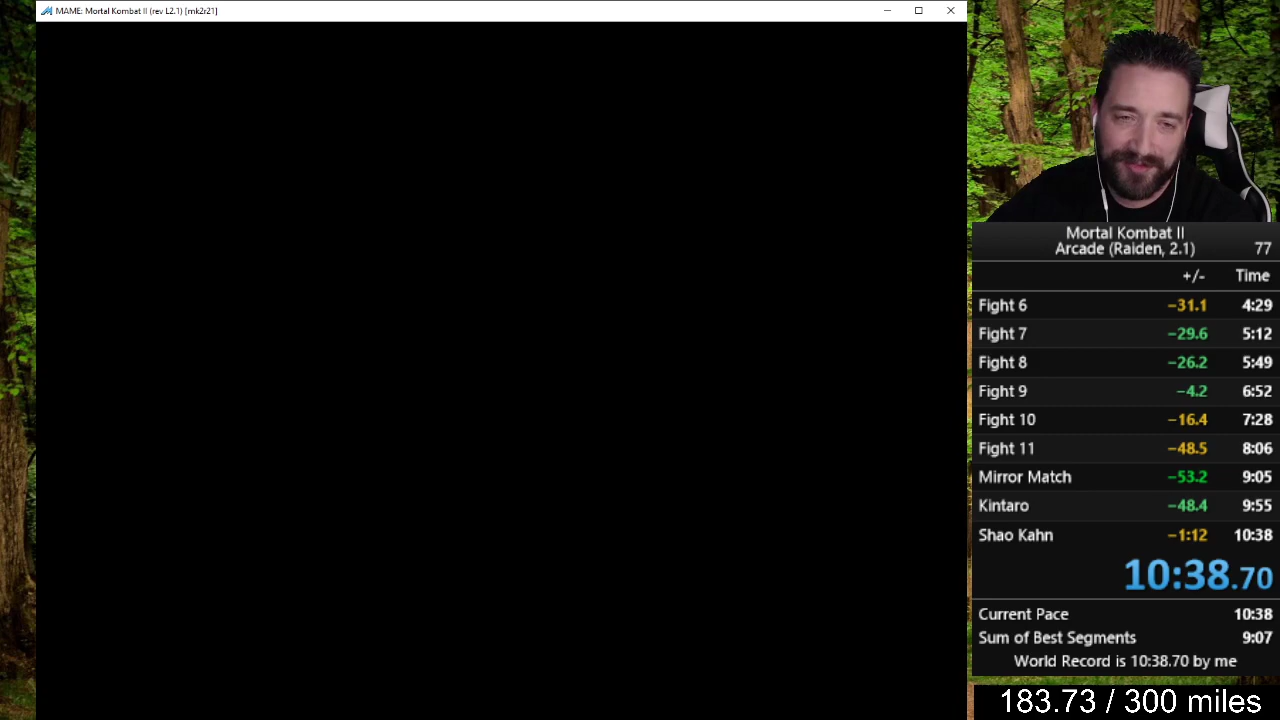 MAME: Mortal Kombat II (rev L2.1) [mk2r21]
Mortal Kombat II
Arcade (Raiden, 2.1) 77
+/- Time
Fight 6 -31.1 4:29
Fight 7 -29.6 5:12
Fight 8 -26.2 5:49
Fight 9 -4.2 6:52
Fight 10 -16.4 7:28
Fight 11 -48.5 8:06
Mirror Match -53.2 9:05
Kintaro -48.4 9:55
Shao Kahn -1:12 10:38
10:38.70
Current Pace 10:38
Sum of Best Segments 9:07
World Record is 10:38.70 by me
183.73 / 300 miles